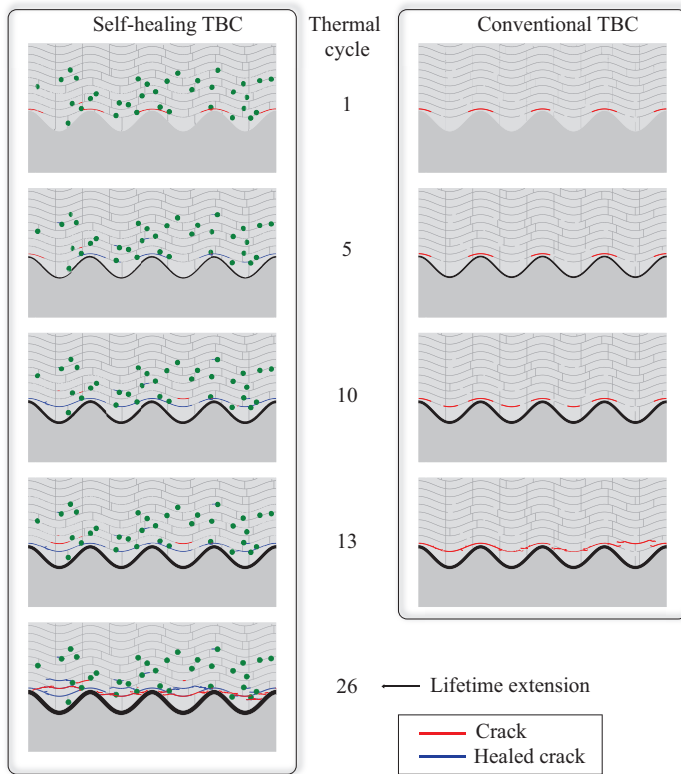 Self-healing TBC
Thermal
cycle
Conventional TBC
1
5
10
13
26
Lifetime extension
Crack
Healed crack